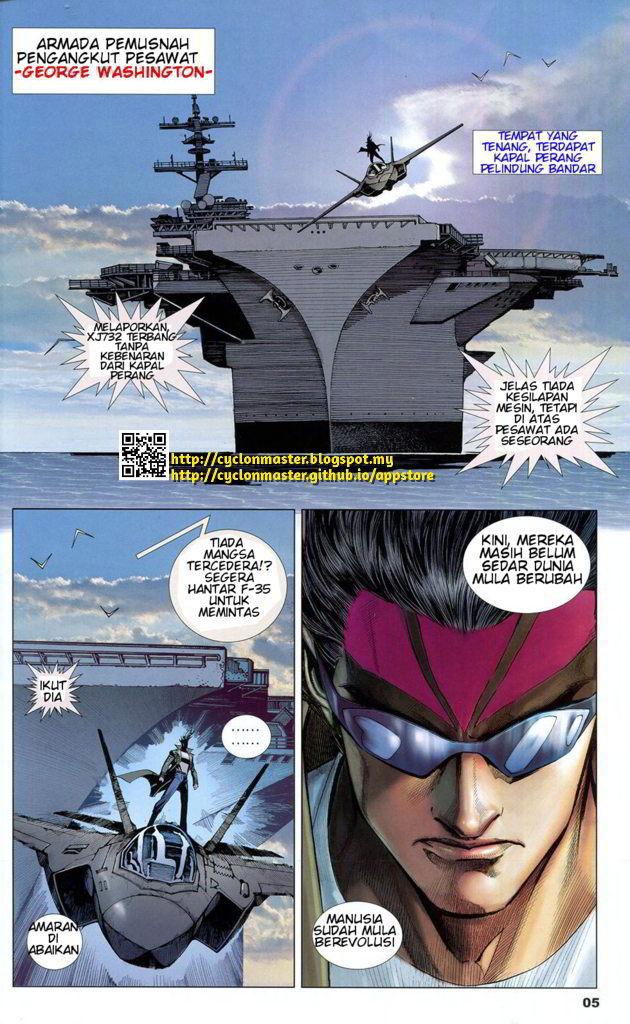 ARMADA PEMUSNAH
PENGANGKUT PESAWAT
-GEORGE WASHINGTON-
TEMPAT YANG
TENANG, TERDAPAT
KAPAL PERANG
PELINDUNG BANDAR
MELAPORKAN,
XJ732 TERBANG
TANPA
KEBENARAN
DARI KAPAL
PERANG
JELAS TIADA
KESILAPAN
MESIN, TETAPI
DI ATAS
PESAWAT ADA
SESEORANG
http://cyclonmaster.blogspot.my
http://cyclonmaster.github.io/appstore
TIADA
MANGSA
TERCEDERA!?
SEGERA
HANTAR F-35
UNTUK
MEMINTAS
IKUT
DIA
......
......
AMARAN
DI
ABAIKAN
KINI, MEREKA
MASIH BELUM
SEDAR DUNIA
MULA BERUBAH
MANUSIA
SUDAH MULA
BEREVOLUSI
05